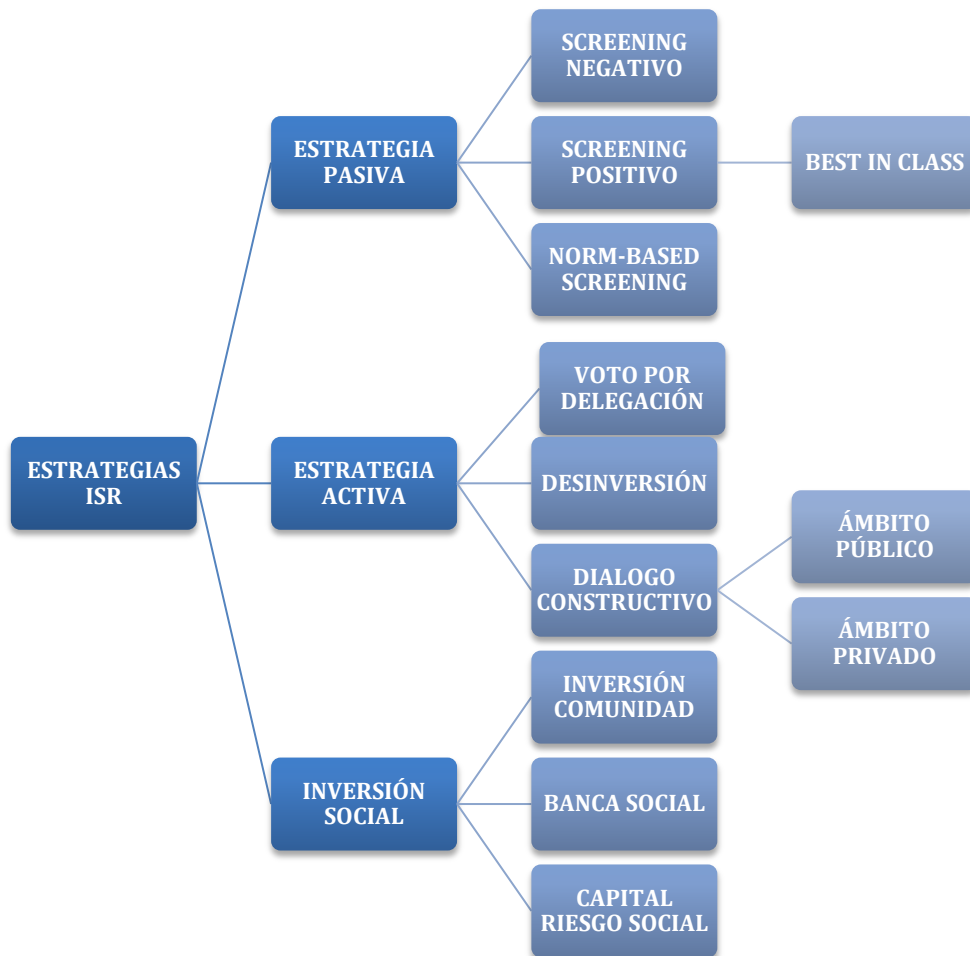 SCREENING
NEGATIVO
ESTRATEGIA
PASIVA
SCREENING
POSITIVO
BEST IN CLASS
NORM-BASED
SCREENING
VOTO POR
DELEGACIÓN
ESTRATEGIAS
ISR
ESTRATEGIA
ACTIVA
DESINVERSIÓN
ÁMBITO
PÚBLICO
DIALOGO
CONSTRUCTIVO
ÁMBITO
PRIVADO
INVERSIÓN
COMUNIDAD
INVERSIÓN
SOCIAL
BANCA SOCIAL
CAPITAL
RIESGO SOCIAL